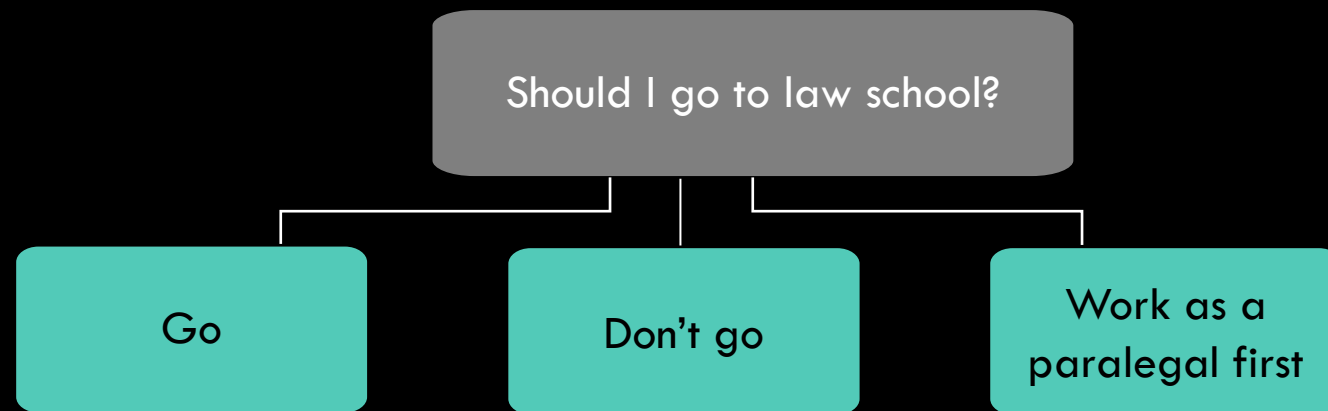 Should I go to law school?
Go
Don’t go
Work as a
paralegal first